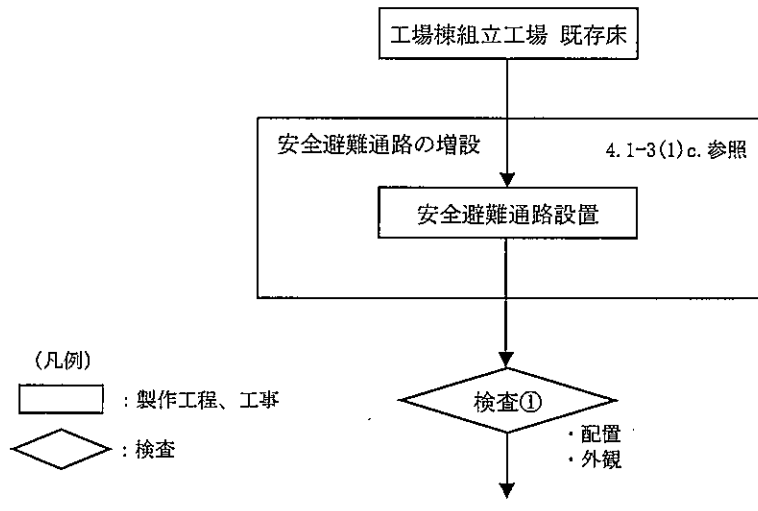 工場棟組立工場 既存床
安全避難通路の増設
4.1-3(1)c.参照
安全避難通路設置
検査①
・配置
・外観
(凡例)
：製作工程、工事
：検査